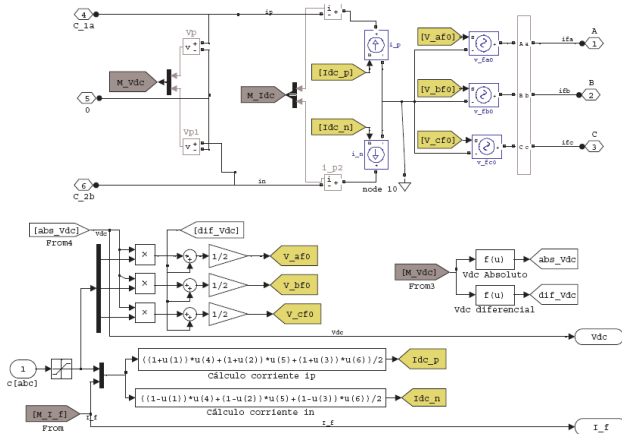 4
C_1a
ip
i
+
-
Vp
v
+
-
[V_af0]
A
1
i_p
v_fa0
A a
ifa
[Idc_p]
M_Vdc
M_Idc
5
0
[V_bf0]
B
2
v_fb0
B b
ifb
[Idc_n]
Vp1
v
+
-
[V_cf0]
C
3
i_n
v_fc0
C c
ifc
i_p2
6
C_2b
in
i
+
-
node 10
[abs_Vdc]
From4
Vdc
[dif_Vdc]
×
1/2
V_af0
×
1/2
V_bf0
×
1/2
V_cf0
[M_Vdc]
From3
f(u)
Vdc Absoluto
abs_Vdc
f(u)
Vdc diferencial
dif_Vdc
Vdc
Vdc
1
c[abc]
((1+u(1))*u(4)+(1+u(2))*u(5)+(1+u(3))*u(6))/2
Idc_p
Cálculo corriente ip
((1-u(1))*u(4)+(1-u(2))*u(5)+(1-u(3))*u(6))/2
Idc_n
Cálculo corriente in
[M_I_f]
From
I_f
I_f
I_f